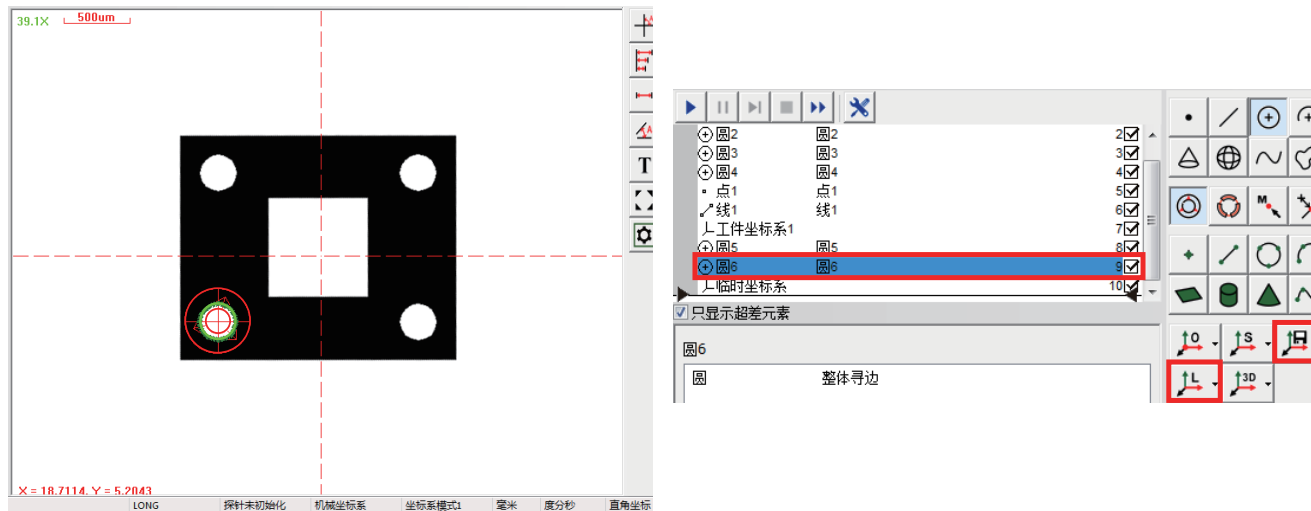 39.1X 500um
T
X = 18.7114, Y = 5.2043
LONG 探针未初始化 机械坐标系 坐标系模式1 毫米 度分秒 直角坐标
圆2 圆2 2
圆3 圆3 3
圆4 圆4 4
点1 点1 5
线1 线1 6
工件坐标系1 7
圆5 圆5 8
圆6 圆6 9
临时坐标系 10
只显示超差元素
圆6
圆 整体寻边
M
O S
L 3D